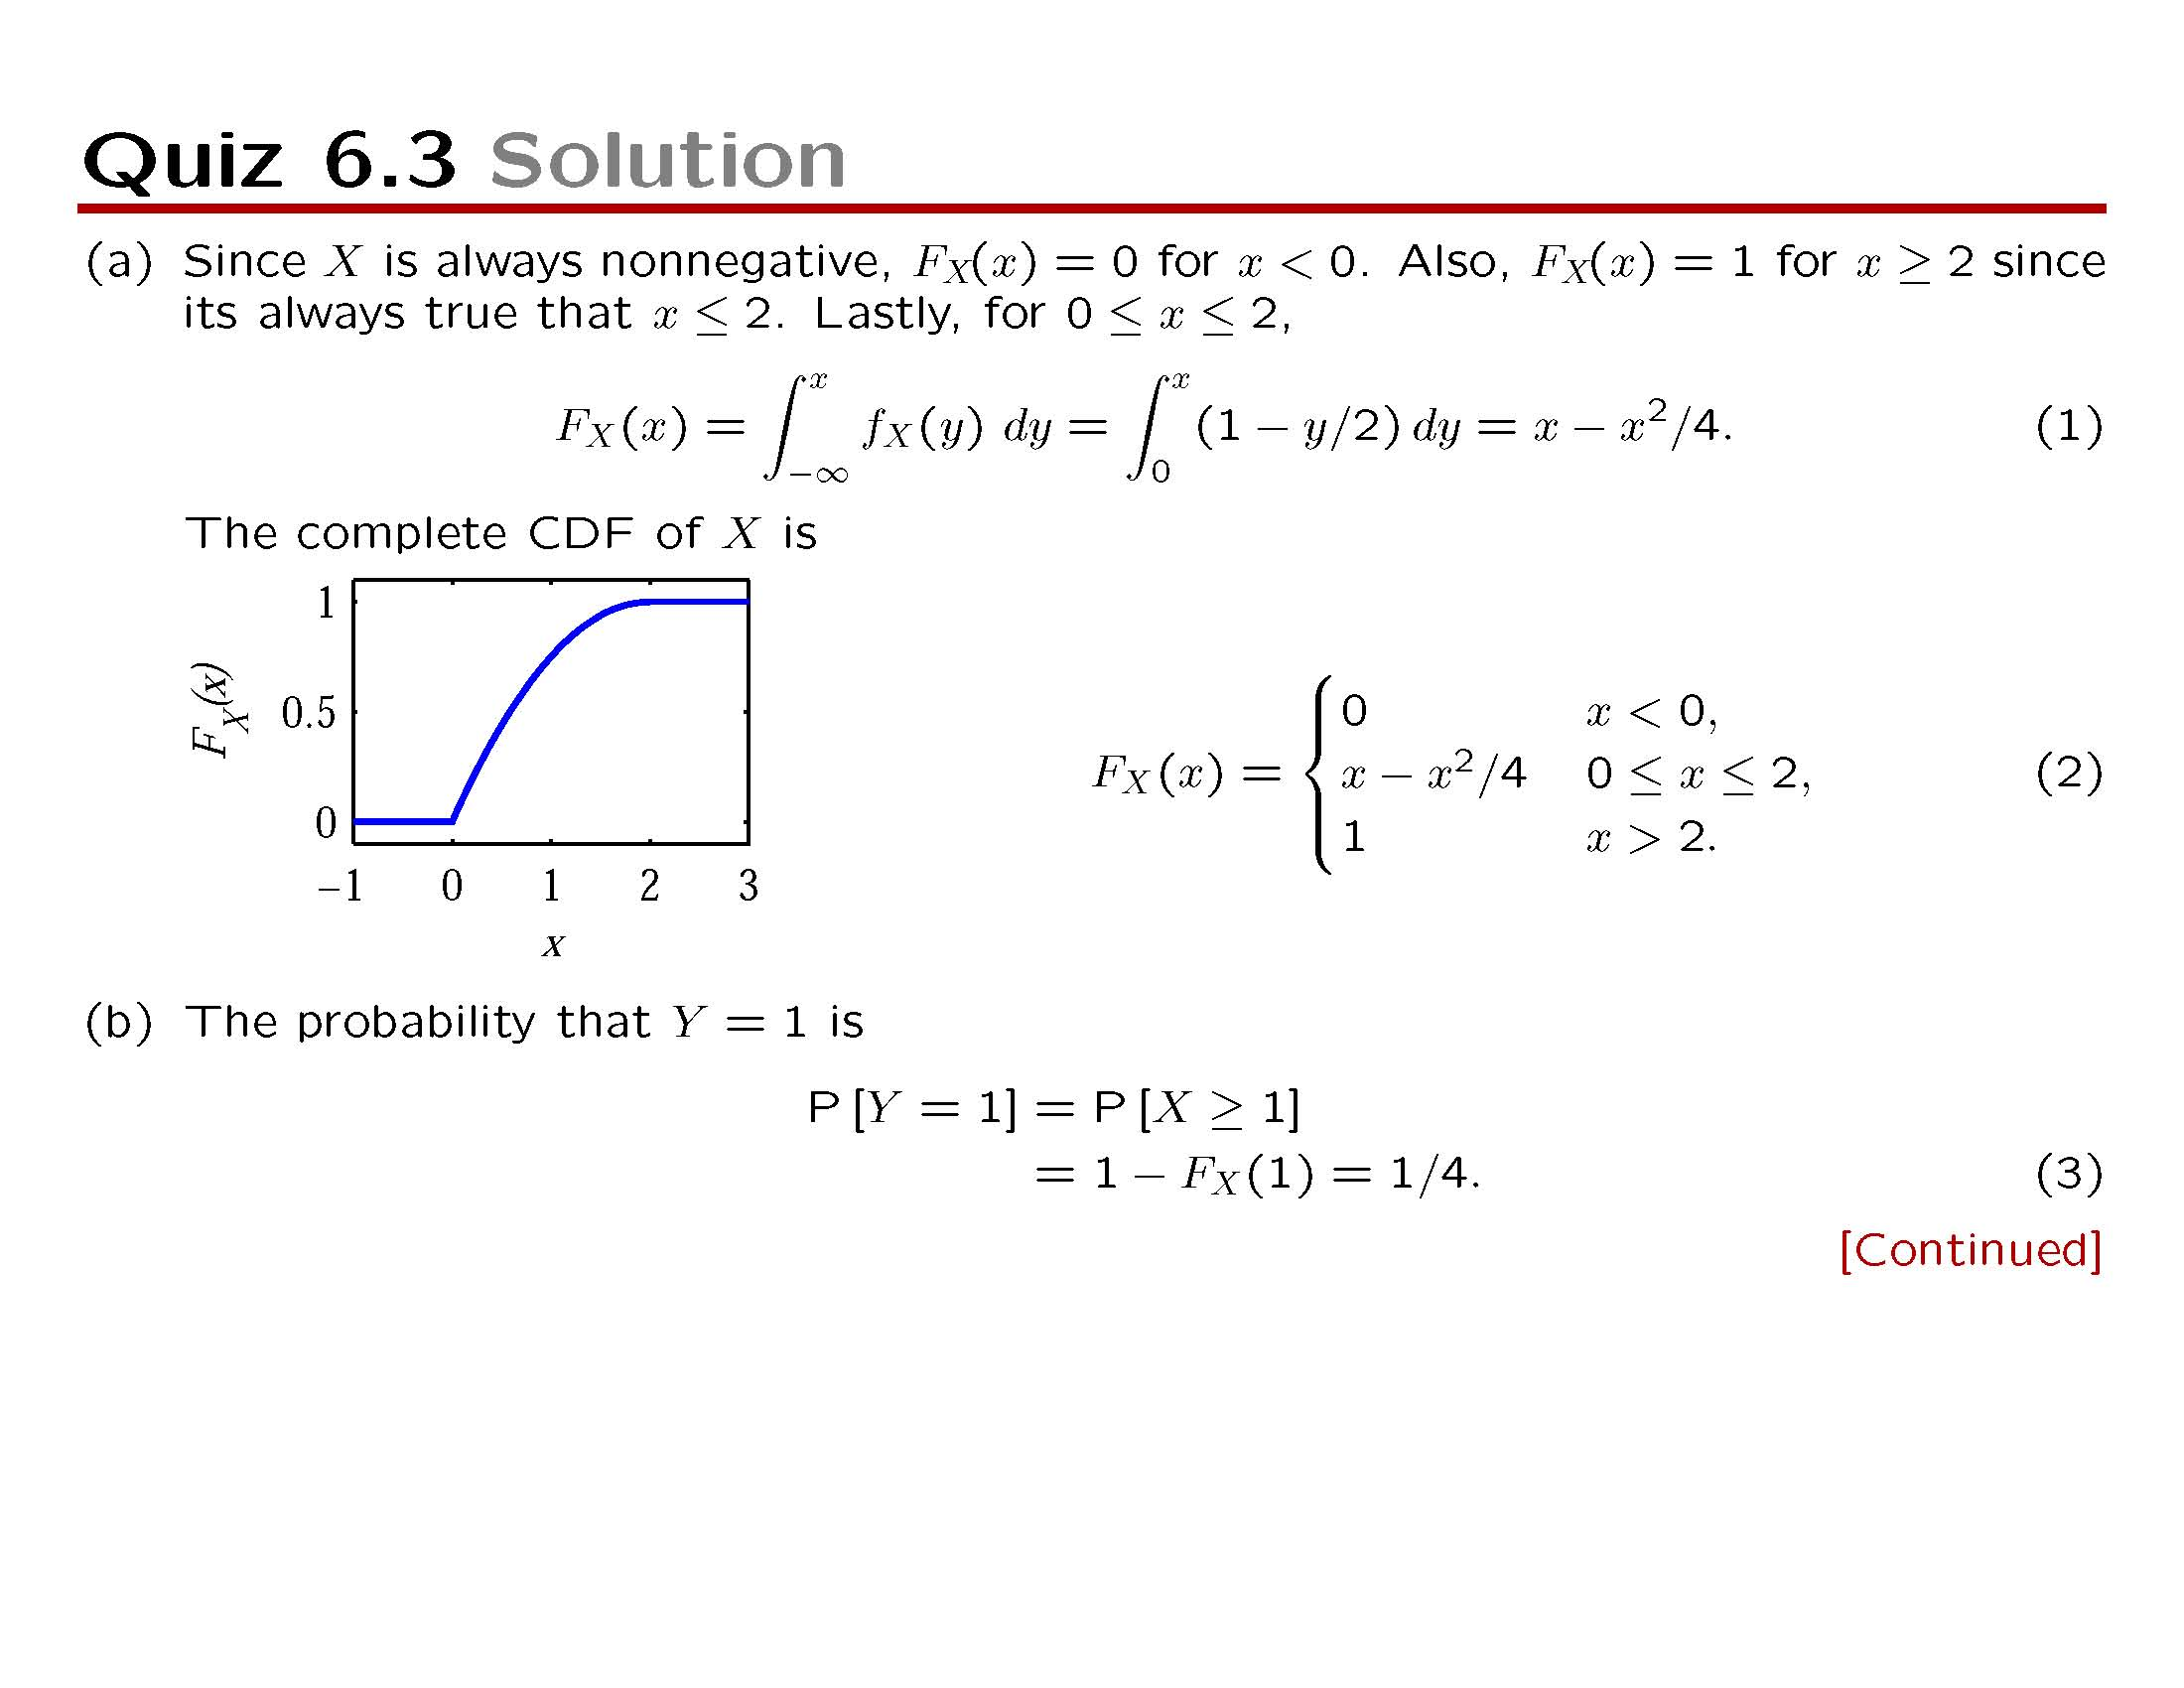 Quiz 6.3 Solution
(a) Since X is always nonnegative, F_X(x) = 0 for x < 0. Also, F_X(x) = 1 for x ≥ 2 since
its always true that x ≤ 2. Lastly, for 0 ≤ x ≤ 2,
F_X(x) = ∫_{−∞}^{x} f_X(y) dy = ∫_{0}^{x} (1 − y/2) dy = x − x²/4. (1)
The complete CDF of X is
1
0.5
0
F_X(x)
−1 0 1 2 3
x
F_X(x) = { 0 x < 0,
x − x²/4 0 ≤ x ≤ 2, (2)
1 x > 2.
(b) The probability that Y = 1 is
P [Y = 1] = P [X ≥ 1]
= 1 − F_X(1) = 1/4. (3)
[Continued]